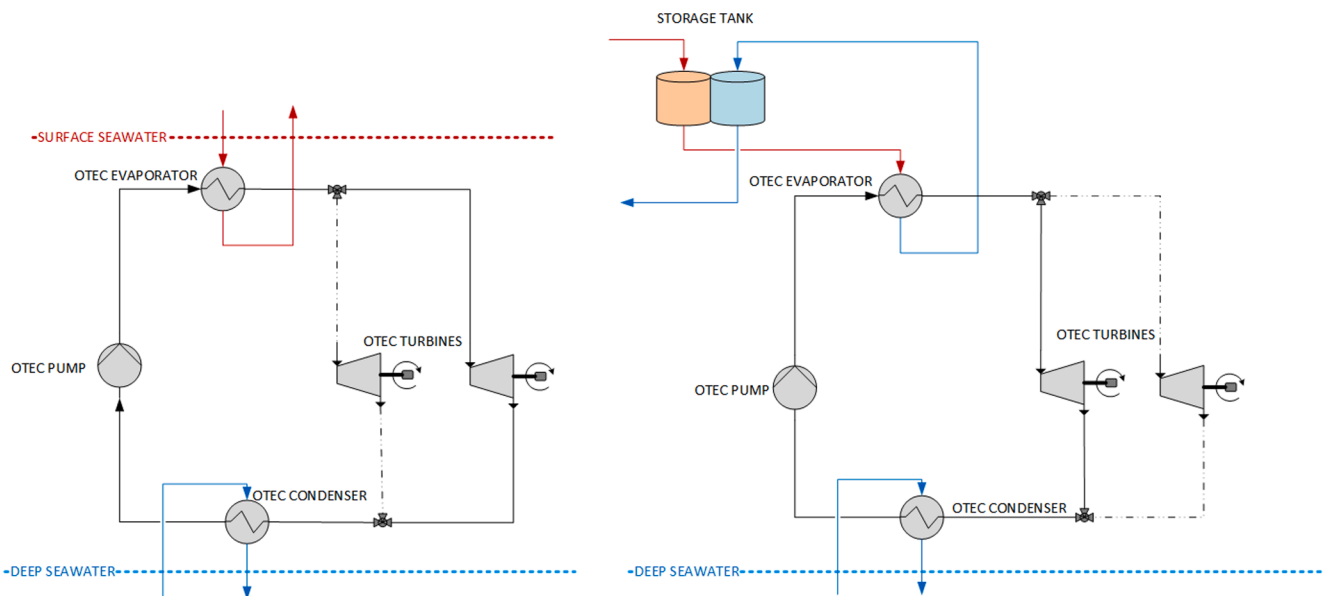 STORAGE TANK
SURFACE SEAWATER
OTEC EVAPORATOR
OTEC TURBINES
OTEC PUMP
OTEC CONDENSER
DEEP SEAWATER
OTEC EVAPORATOR
OTEC TURBINES
OTEC PUMP
OTEC CONDENSER
DEEP SEAWATER